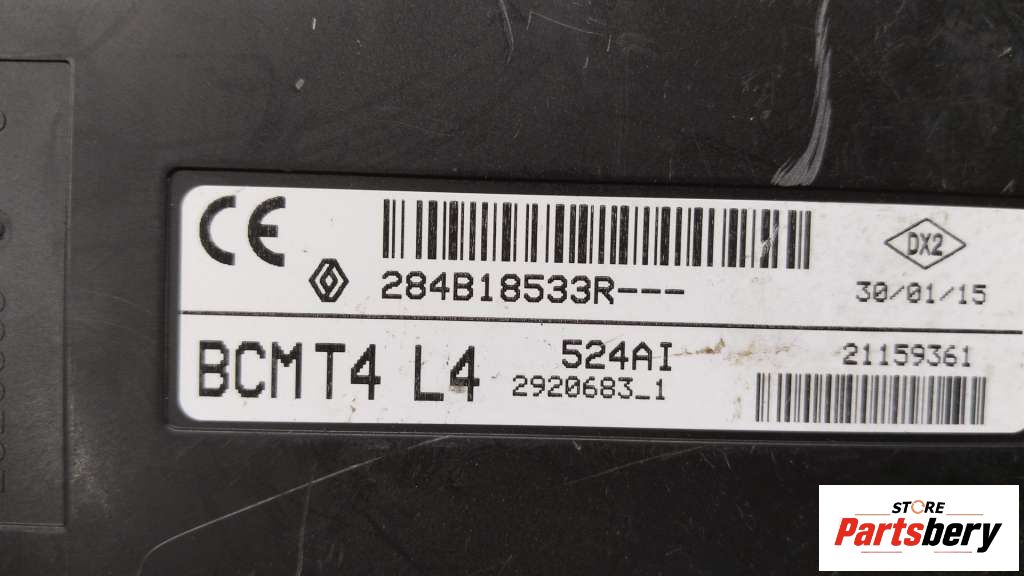 CE
284B18533R---
DX2
30/01/15
BCM T4 L4
524AI
2920683_1
21159361
STORE
Partsbery